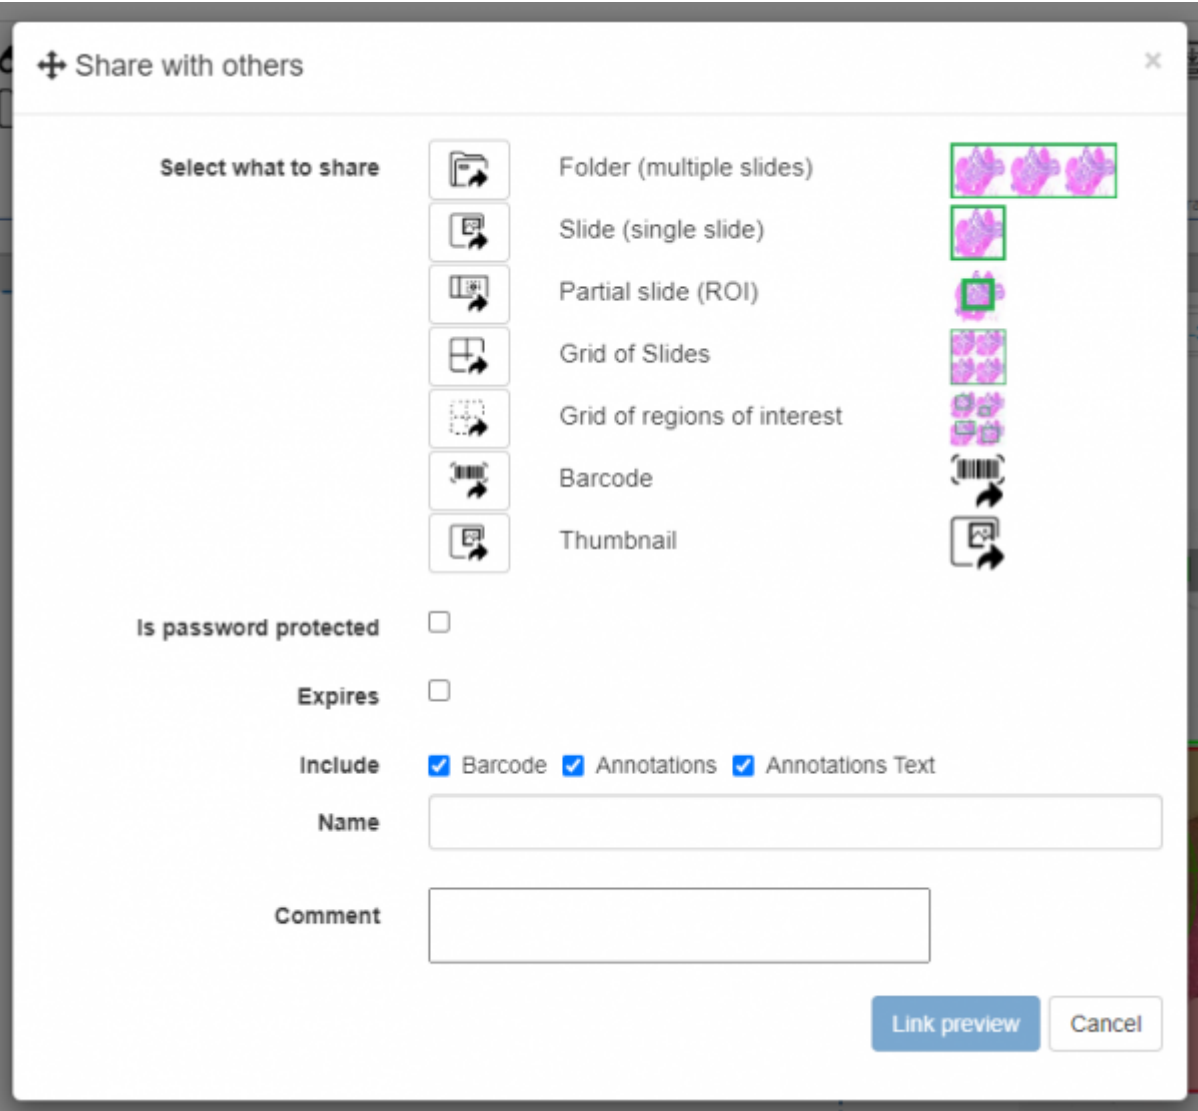 Share with others ×
Select what to share
Folder (multiple slides)
Slide (single slide)
Partial slide (ROI)
Grid of Slides
Grid of regions of interest
Barcode
Thumbnail
Is password protected
Expires
Include Barcode Annotations Annotations Text
Name
Comment
Link preview Cancel